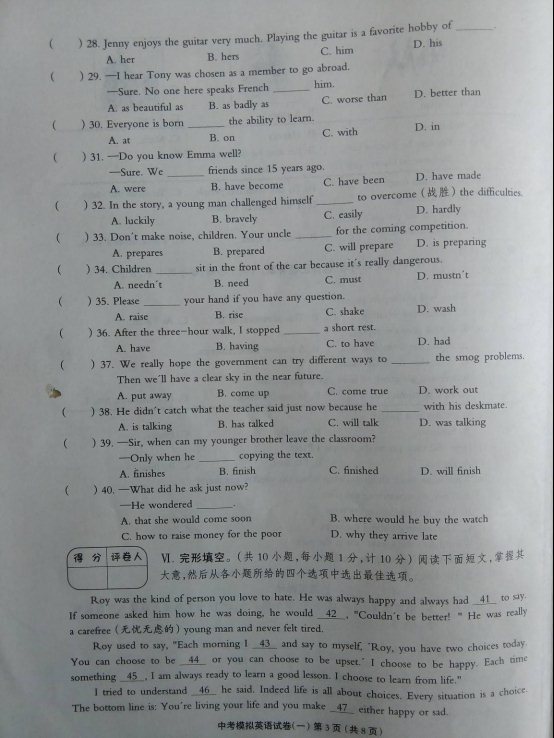 (    ) 28. Jenny enjoys the guitar very much. Playing the guitar is a favorite hobby of ______.
A. her B. hers C. him D. his
(    ) 29. —I hear Tony was chosen as a member to go abroad.
—Sure. No one here speaks French ______ him.
A. as beautiful as B. as badly as C. worse than D. better than
(    ) 30. Everyone is born ______ the ability to learn.
A. at B. on C. with D. in
(    ) 31. —Do you know Emma well?
—Sure. We ______ friends since 15 years ago.
A. were B. have become C. have been D. have made
(    ) 32. In the story, a young man challenged himself ______ to overcome (战胜) the difficulties.
A. luckily B. bravely C. easily D. hardly
(    ) 33. Don't make noise, children. Your uncle ______ for the coming competition.
A. prepares B. prepared C. will prepare D. is preparing
(    ) 34. Children ______ sit in the front of the car because it's really dangerous.
A. needn't B. need C. must D. mustn't
(    ) 35. Please ______ your hand if you have any question.
A. raise B. rise C. shake D. wash
(    ) 36. After the three-hour walk, I stopped ______ a short rest.
A. have B. having C. to have D. had
(    ) 37. We really hope the government can try different ways to ______ the smog problems.
Then we'll have a clear sky in the near future.
A. put away B. come up C. come true D. work out
(    ) 38. He didn't catch what the teacher said just now because he ______ with his deskmate.
A. is talking B. has talked C. will talk D. was talking
(    ) 39. —Sir, when can my younger brother leave the classroom?
—Only when he ______ copying the text.
A. finishes B. finish C. finished D. will finish
(    ) 40. —What did he ask just now?
—He wondered ______.
A. that she would come soon B. where would he buy the watch
C. how to raise money for the poor D. why they arrive late
得 分 评卷人 Ⅵ. 完形填空。(共 10 小题,每小题 1 分,计 10 分) 阅读下面短文,掌握其
大意,然后从各小题所给的四个选项中选出最佳选项。
Roy was the kind of person you love to hate. He was always happy and always had 41 to say.
If someone asked him how he was doing, he would 42 , "Couldn't be better! " He was really
a carefree (无忧无虑的) young man and never felt tired.
Roy used to say, "Each morning I 43 and say to myself, 'Roy, you have two choices today.
You can choose to be 44 or you can choose to be upset.' I choose to be happy. Each time
something 45 , I am always ready to learn a good lesson. I choose to learn from life."
I tried to understand 46 he said. Indeed life is all about choices. Every situation is a choice.
The bottom line is: You're living your life and you make 47 either happy or sad.
中考模拟英语试卷(一) 第 3 页 (共 8 页)